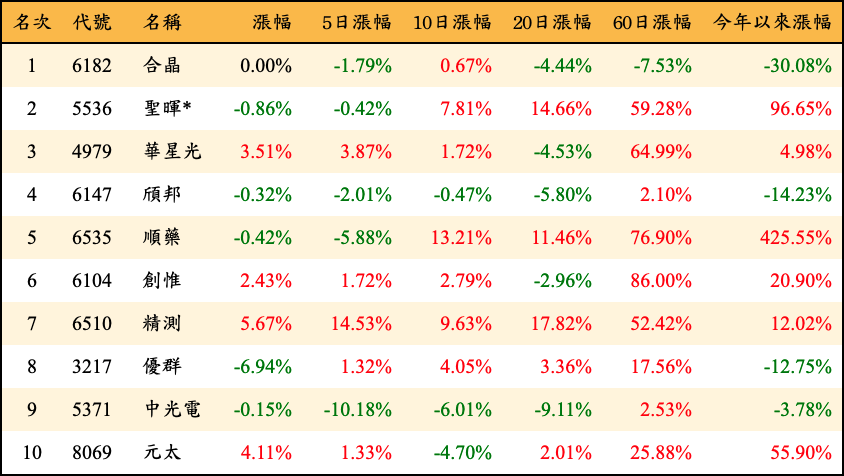 名次 代號 名稱 漲幅 5日漲幅 10日漲幅 20日漲幅 60日漲幅 今年以來漲幅
1 6182 合晶 0.00% -1.79% 0.67% -4.44% -7.53% -30.08%
2 5536 聖暉* -0.86% -0.42% 7.81% 14.66% 59.28% 96.65%
3 4979 華星光 3.51% 3.87% 1.72% -4.53% 64.99% 4.98%
4 6147 頎邦 -0.32% -2.01% -0.47% -5.80% 2.10% -14.23%
5 6535 順藥 -0.42% -5.88% 13.21% 11.46% 76.90% 425.55%
6 6104 創惟 2.43% 1.72% 2.79% -2.96% 86.00% 20.90%
7 6510 精測 5.67% 14.53% 9.63% 17.82% 52.42% 12.02%
8 3217 優群 -6.94% 1.32% 4.05% 3.36% 17.56% -12.75%
9 5371 中光電 -0.15% -10.18% -6.01% -9.11% 2.53% -3.78%
10 8069 元太 4.11% 1.33% -4.70% 2.01% 25.88% 55.90%